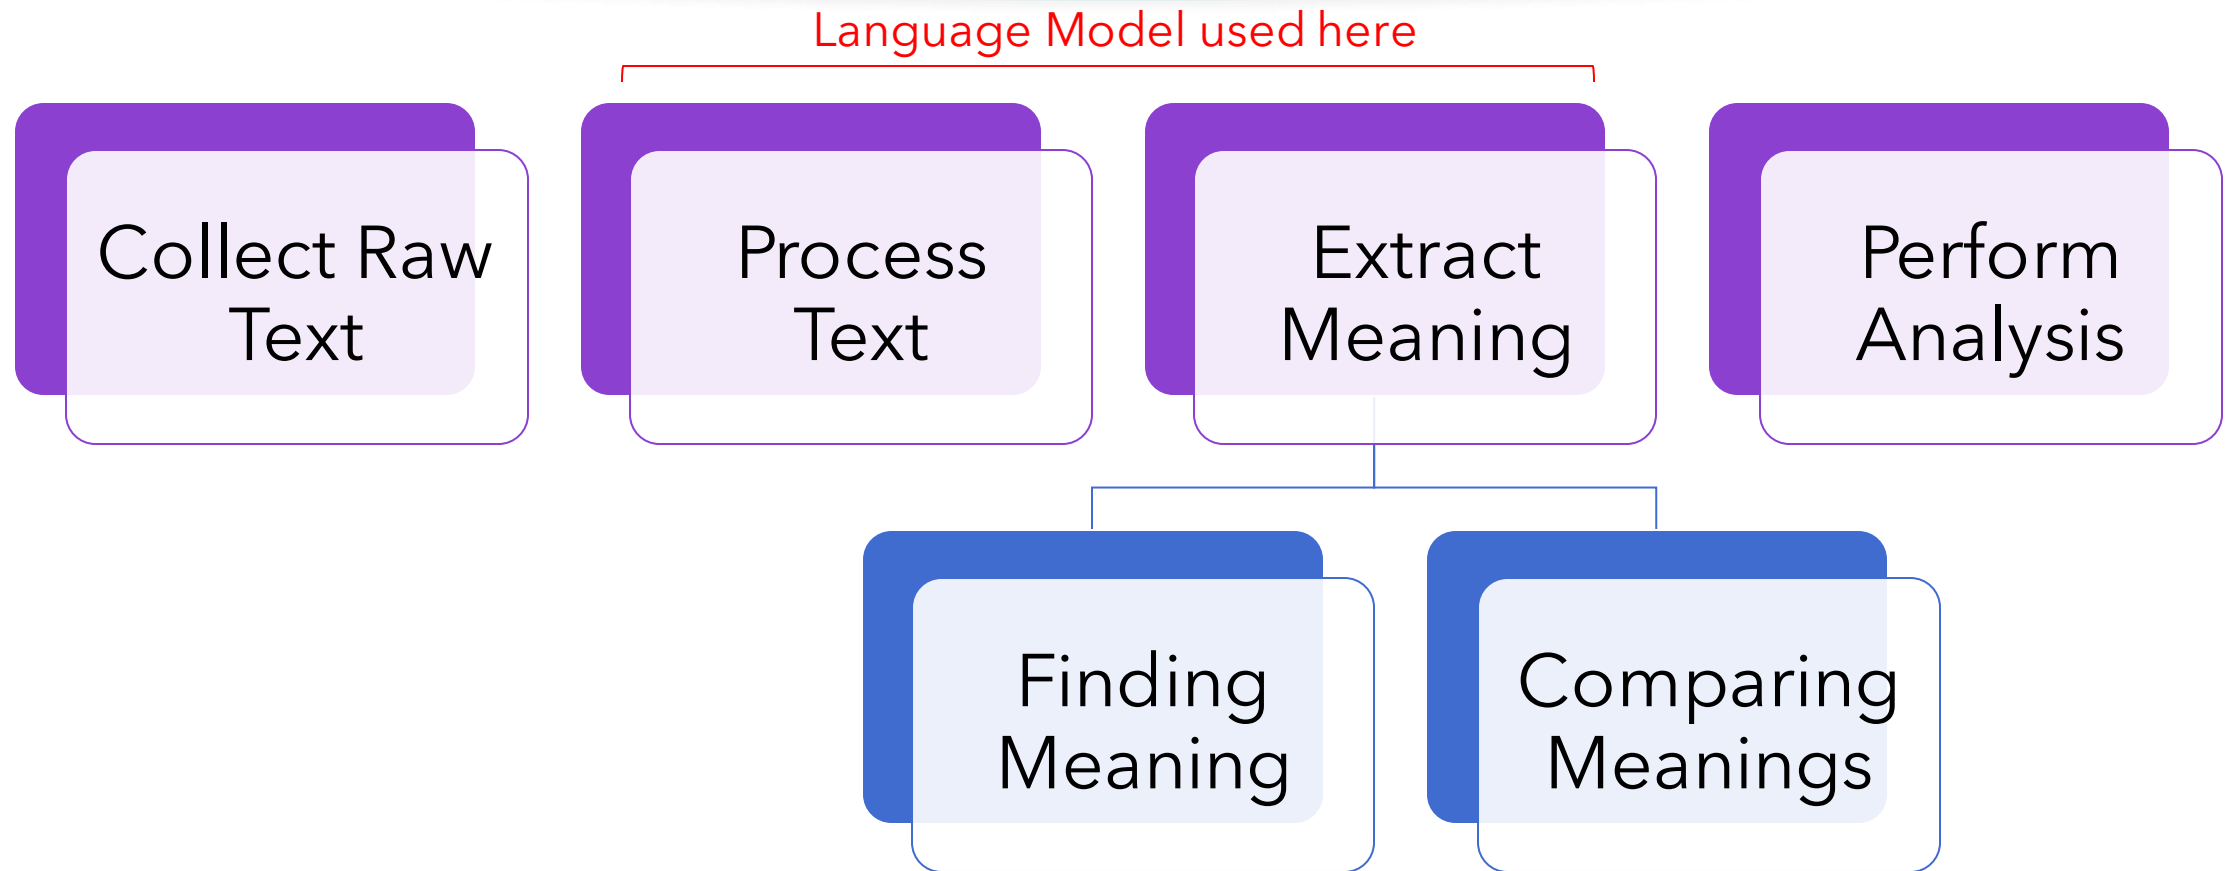 Language Model used here
Collect Raw
Text
Process
Text
Extract
Meaning
Perform
Analysis
Finding
Meaning
Comparing
Meanings